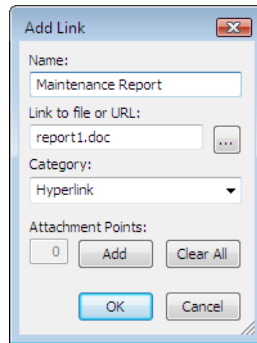 Add Link
Name:
Maintenance Report
Link to file or URL:
report1.doc
...
Category:
Hyperlink
Attachment Points:
0 Add Clear All
OK Cancel